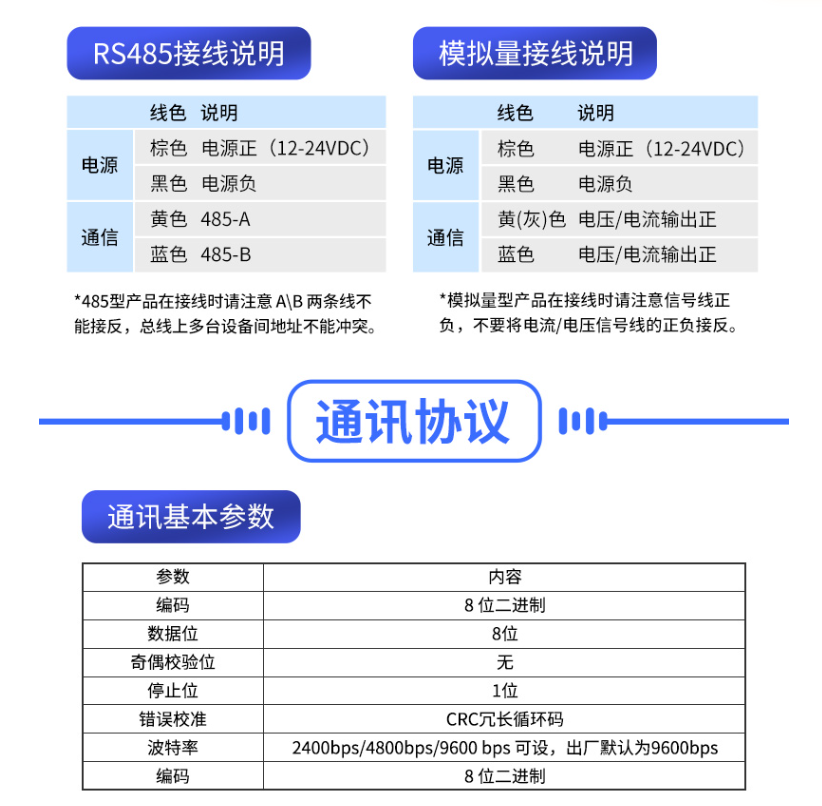 RS485接线说明
线色 说明
电源
棕色 电源正（12-24VDC）
黑色 电源负
通信
黄色 485-A
蓝色 485-B
*485型产品在接线时请注意 A\B 两条线不
能接反，总线上多台设备间地址不能冲突。
模拟量接线说明
线色 说明
电源
棕色 电源正（12-24VDC）
黑色 电源负
通信
黄(灰)色 电压/电流输出正
蓝色 电压/电流输出正
*模拟量型产品在接线时请注意信号线正
负，不要将电流/电压信号线的正负接反。
通讯协议
通讯基本参数
参数 内容
编码 8 位二进制
数据位 8位
奇偶校验位 无
停止位 1位
错误校准 CRC冗长循环码
波特率 2400bps/4800bps/9600 bps 可设，出厂默认为9600bps
编码 8 位二进制